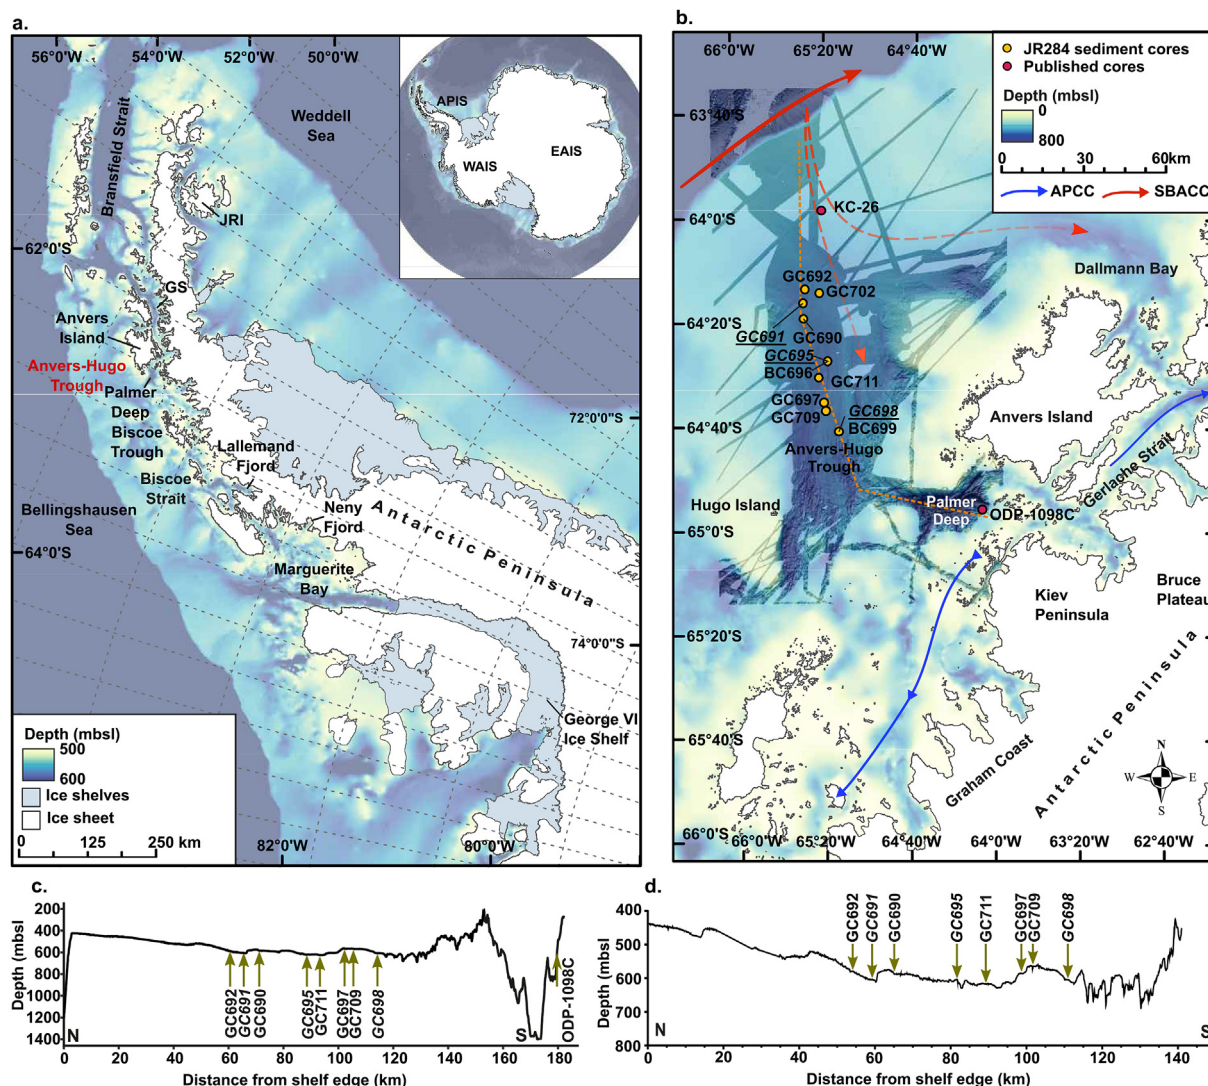 a.
56°0'W
54°0'W
52°0'W
50°0'W
Bransfield Strait
Weddell
Sea
APIS
WAIS
EAIS
JRI
62°0'S
GS
Anvers
Island
Anvers-Hugo
Trough
Palmer
Deep
Biscoe
Trough
Lallemand
Fjord
Biscoe
Strait
72°0'0"S
Bellingshausen
Sea
Neny
Fjord
Antarctic Peninsula
64°0'S
Marguerite
Bay
74°0'0"S
George VI
Ice Shelf
Depth (mbsl)
500
600
Ice shelves
Ice sheet
0
125
250 km
82°0'W
80°0'W
b.
66°0'W
65°20'W
64°40'W
JR284 sediment cores
Published cores
Depth (mbsl)
0
800
0
30
60km
APCC
SBACC
63°40'S
64°0'S
KC-26
Dallmann Bay
GC692
GC702
64°20'S
GC691
GC690
GC695
BC696
GC711
GC697
GC709
GC698
BC699
Anvers Island
64°40'S
Anvers-Hugo
Trough
Gerlache Strait
Hugo Island
Palmer
Deep
ODP-1098C
65°0'S
Kiev
Peninsula
Bruce
Plateau
65°20'S
65°40'S
Graham Coast
Antarctic Peninsula
N
W
E
S
66°0'S
66°0'W
65°20'W
64°40'W
64°0'W
63°20'W
62°40'W
c.
Depth (mbsl)
200
400
600
800
1000
1200
1400
GC692
GC691
GC690
GC695
GC711
GC697
GC709
GC698
ODP-1098C
N
S
0
20
40
60
80
100
120
140
160
180
Distance from shelf edge (km)
d.
Depth (mbsl)
400
500
600
700
800
GC692
GC691
GC690
GC695
GC711
GC697
GC709
GC698
N
S
0
20
40
60
80
100
120
140
Distance from shelf edge (km)